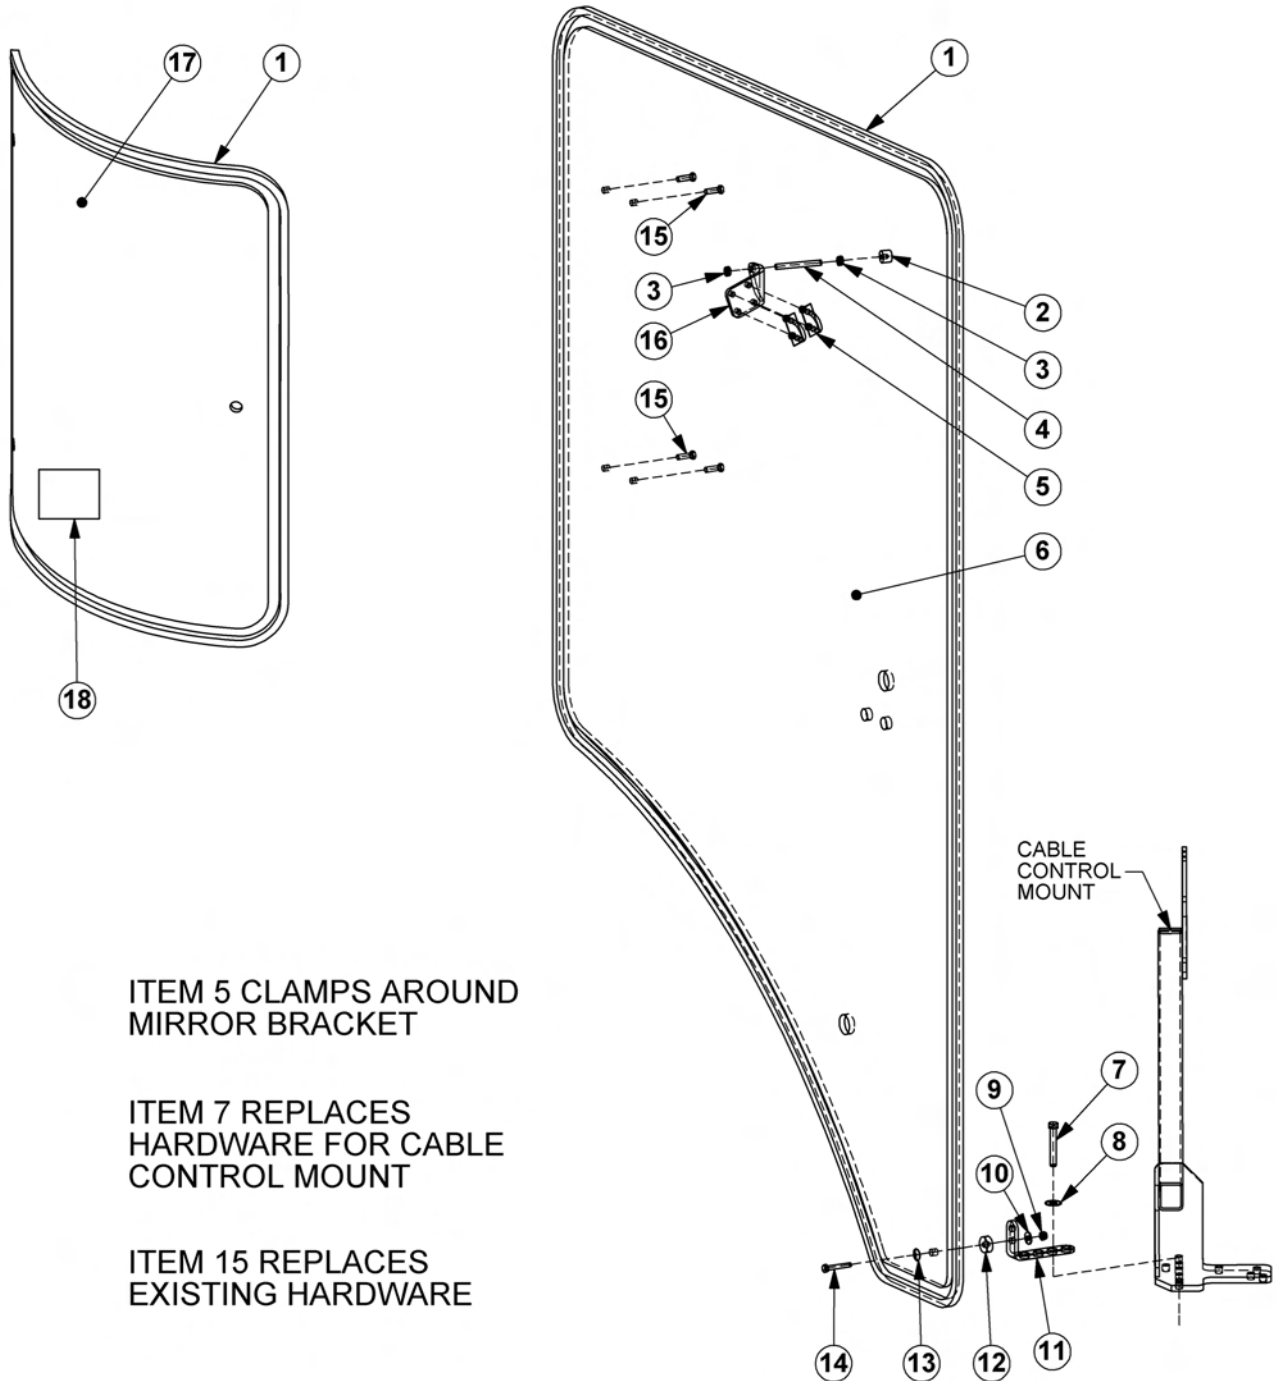 17
1
1
15
3
2
16
3
15
4
5
6
18
CABLE
CONTROL
MOUNT
ITEM 5 CLAMPS AROUND
MIRROR BRACKET
ITEM 7 REPLACES
HARDWARE FOR CABLE
CONTROL MOUNT
ITEM 15 REPLACES
EXISTING HARDWARE
9
7
8
10
14
13
12
11